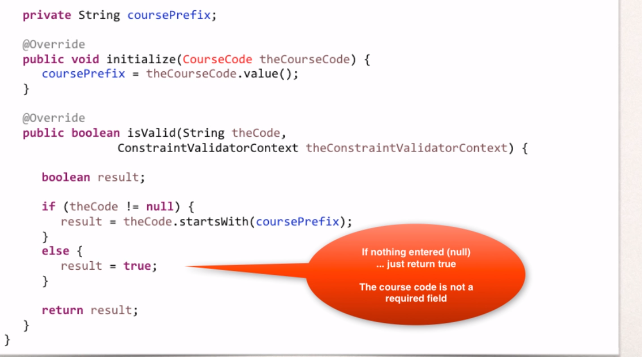 private String coursePrefix;
@Override
public void initialize(CourseCode theCourseCode) {
coursePrefix = theCourseCode.value();
}
@Override
public boolean isValid(String theCode,
ConstraintValidatorContext theConstraintValidatorContext) {
boolean result;
if (theCode != null) {
result = theCode.startsWith(coursePrefix);
}
else {
result = true;
}
return result;
}
}
If nothing entered (null)
... just return true
The course code is not a
required field